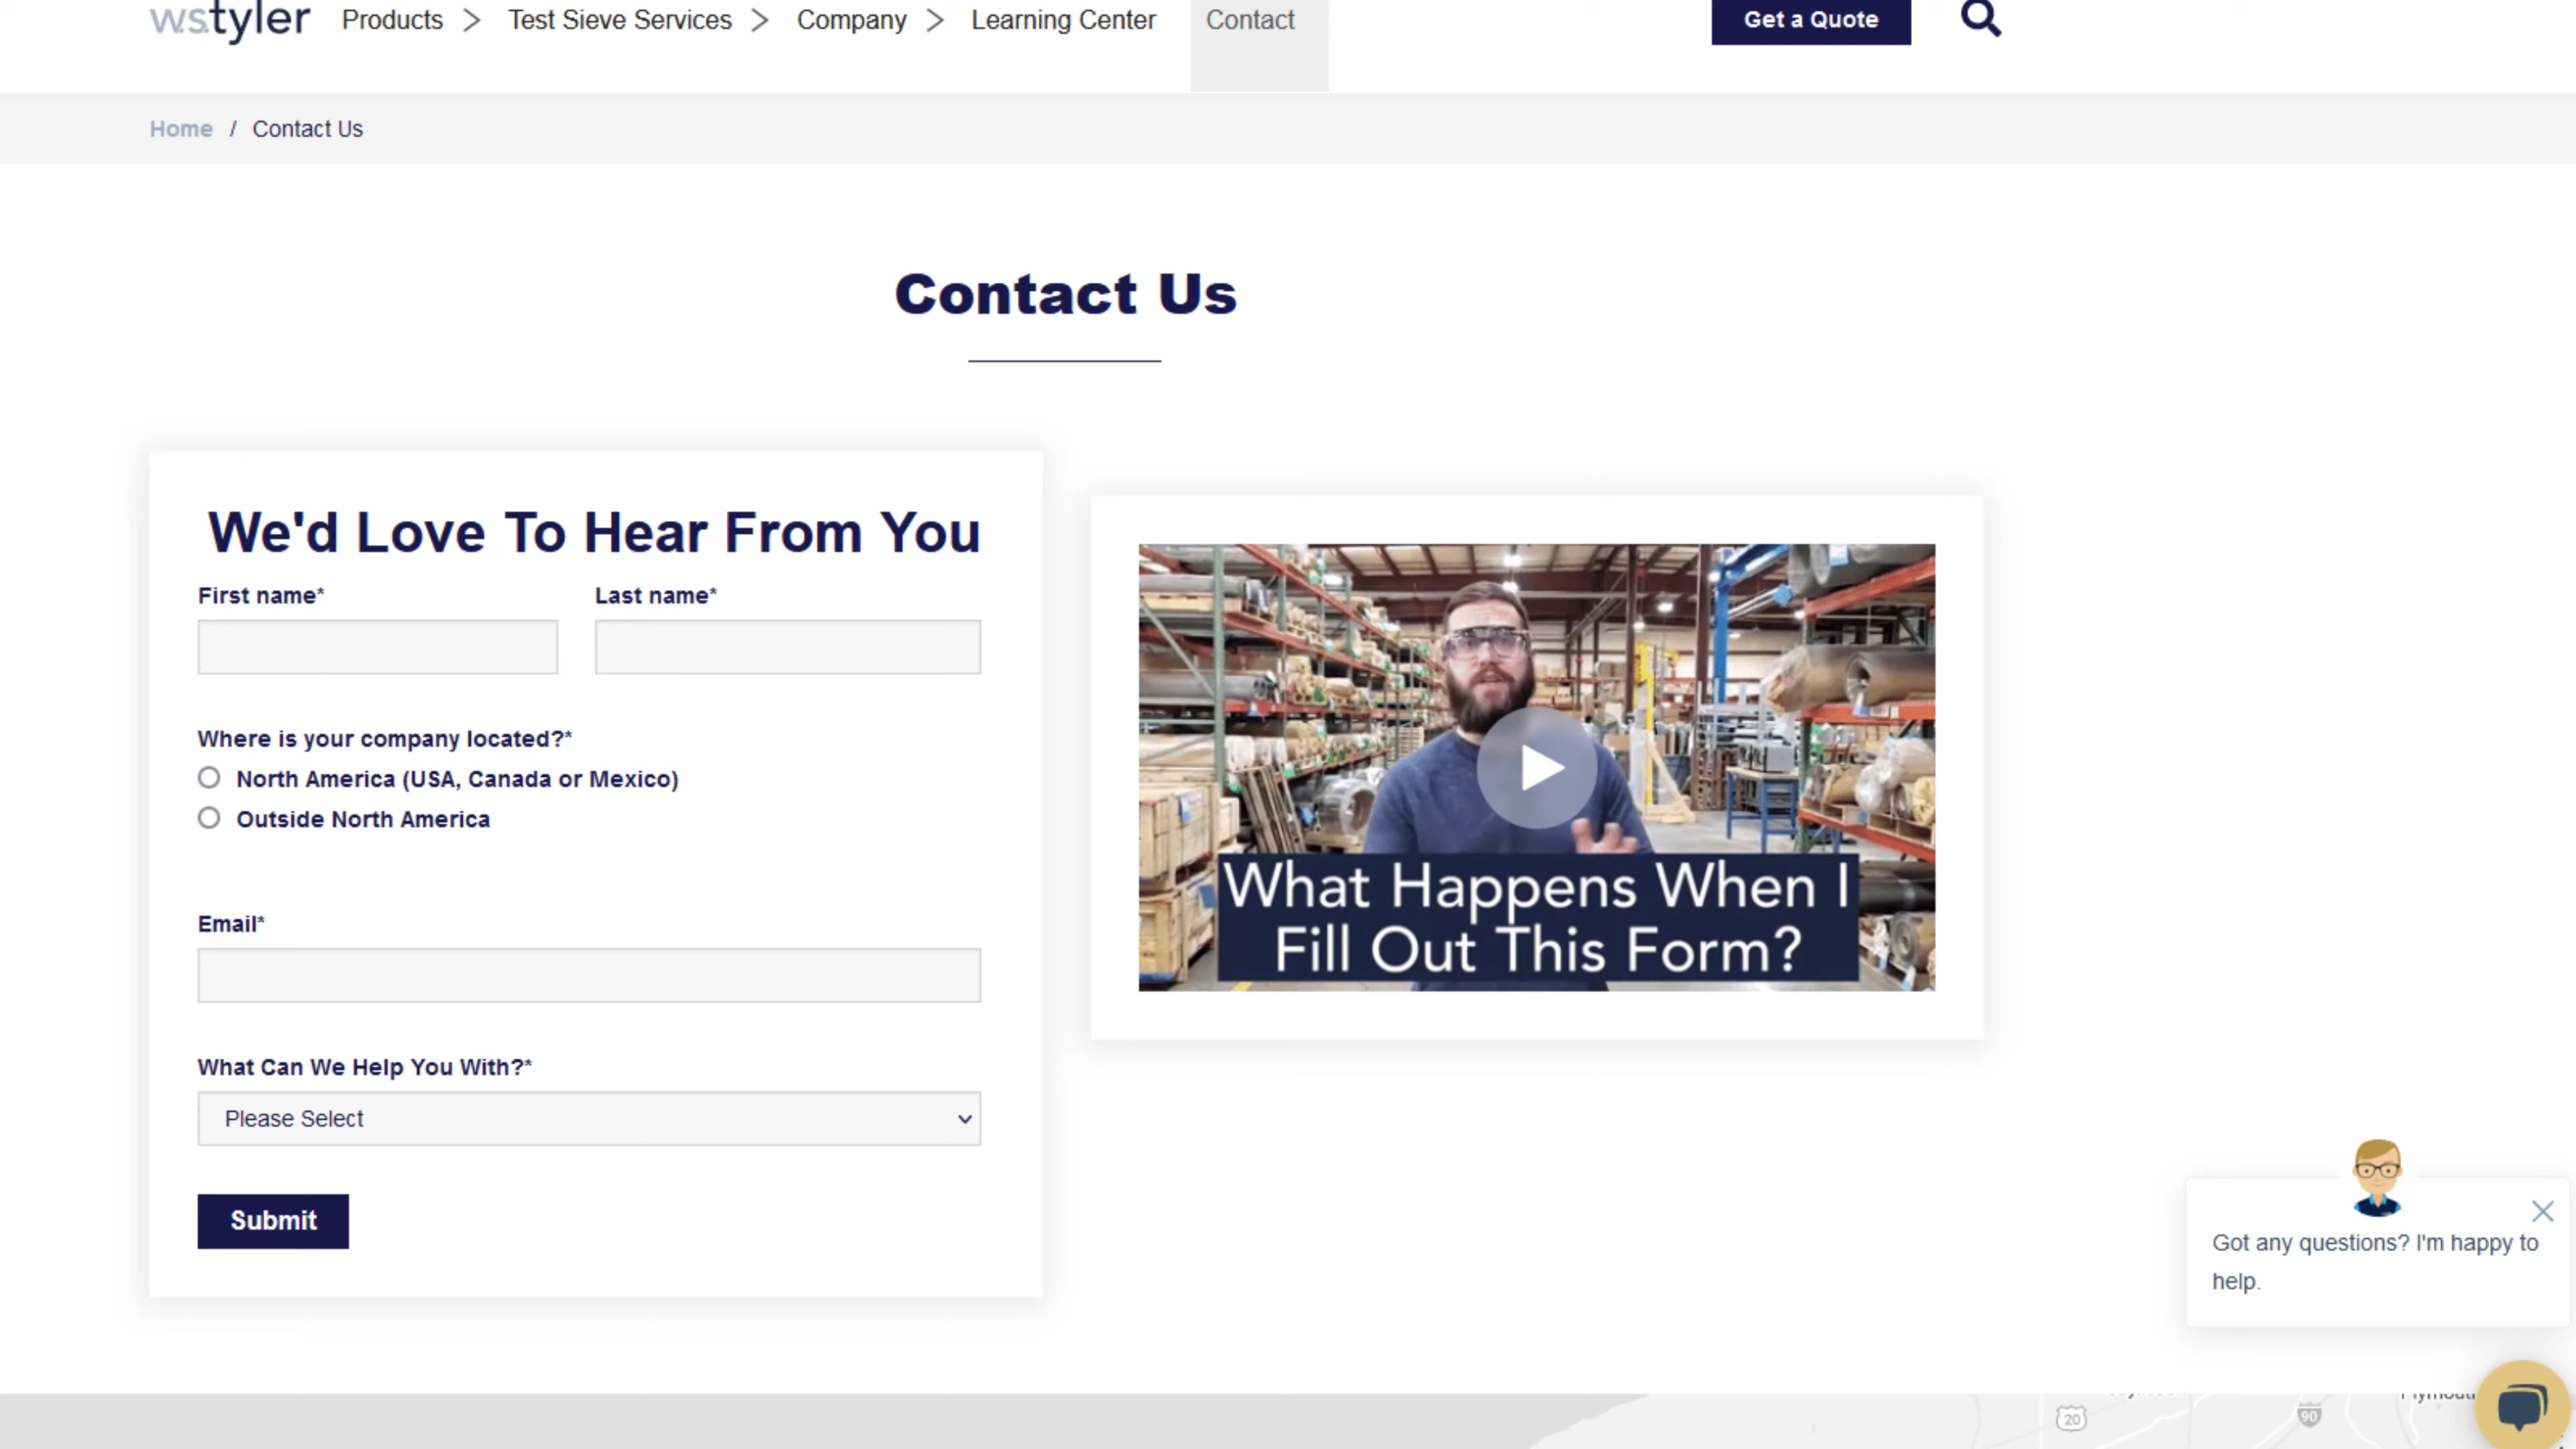 w.s.tyler Products Test Sieve Services Company Learning Center Contact Get a Quote
Home / Contact Us
Contact Us
We'd Love To Hear From You
First name* Last name*
Where is your company located?*
North America (USA, Canada or Mexico)
Outside North America
Email*
What Can We Help You With?*
Please Select
Submit
What Happens When I
Fill Out This Form?
Got any questions? I'm happy to
help.
20
90